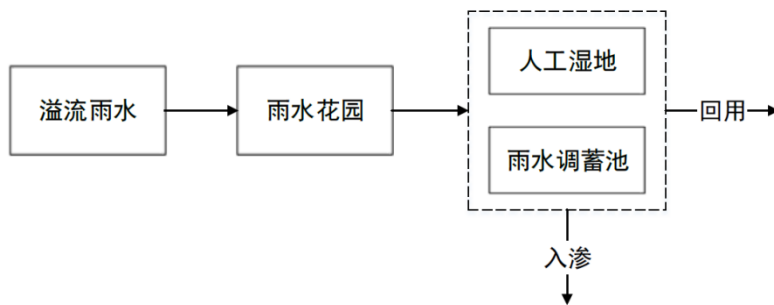 溢流雨水
雨水花园
人工湿地
雨水调蓄池
回用
入渗